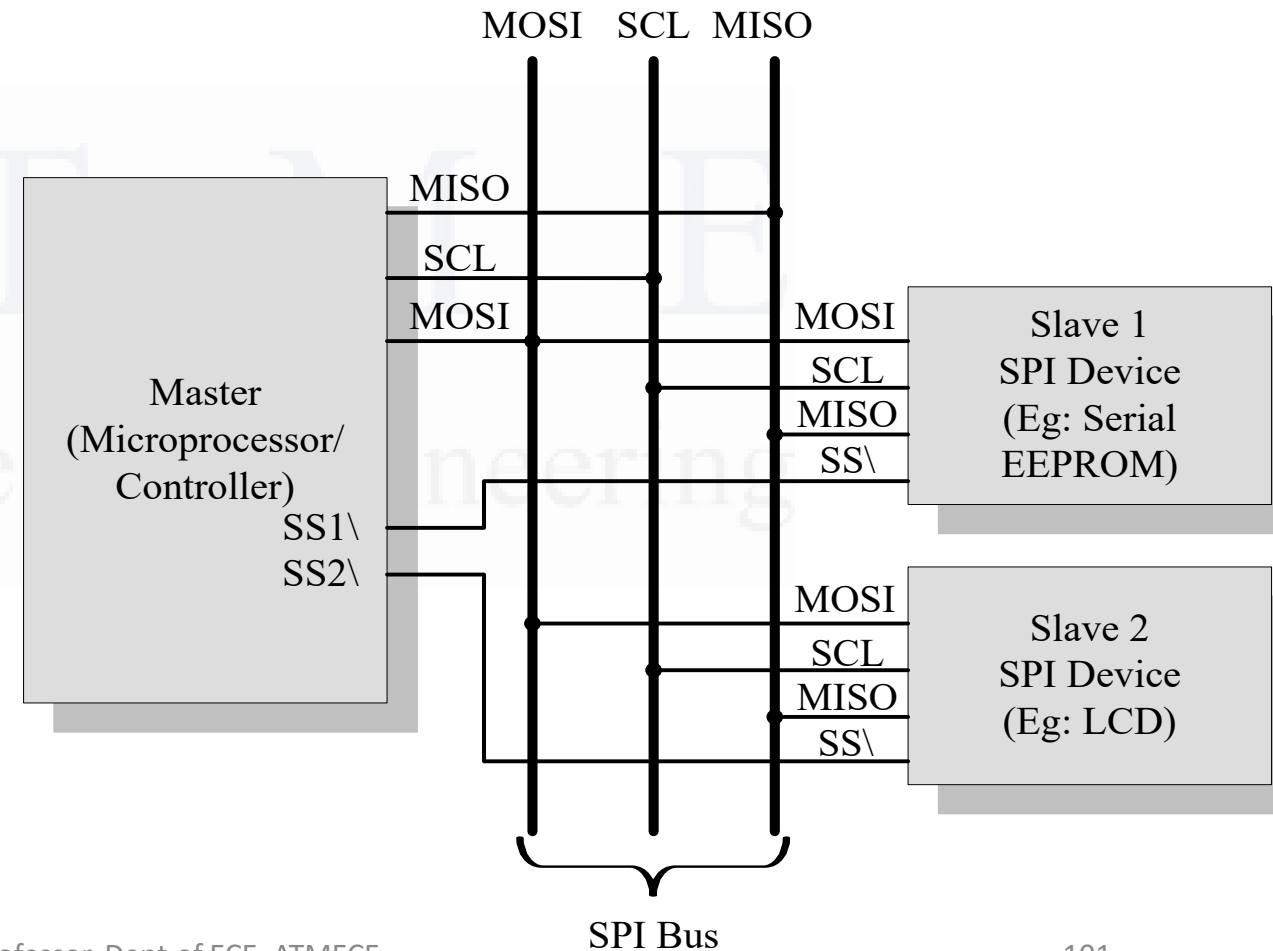 MOSI SCL MISO
MISO
SCL
MOSI
Master
(Microprocessor/
Controller)
SS1\
SS2\
MOSI
SCL
MISO
SS\
Slave 1
SPI Device
(Eg: Serial
EEPROM)
MOSI
SCL
MISO
SS\
Slave 2
SPI Device
(Eg: LCD)
SPI Bus
neering